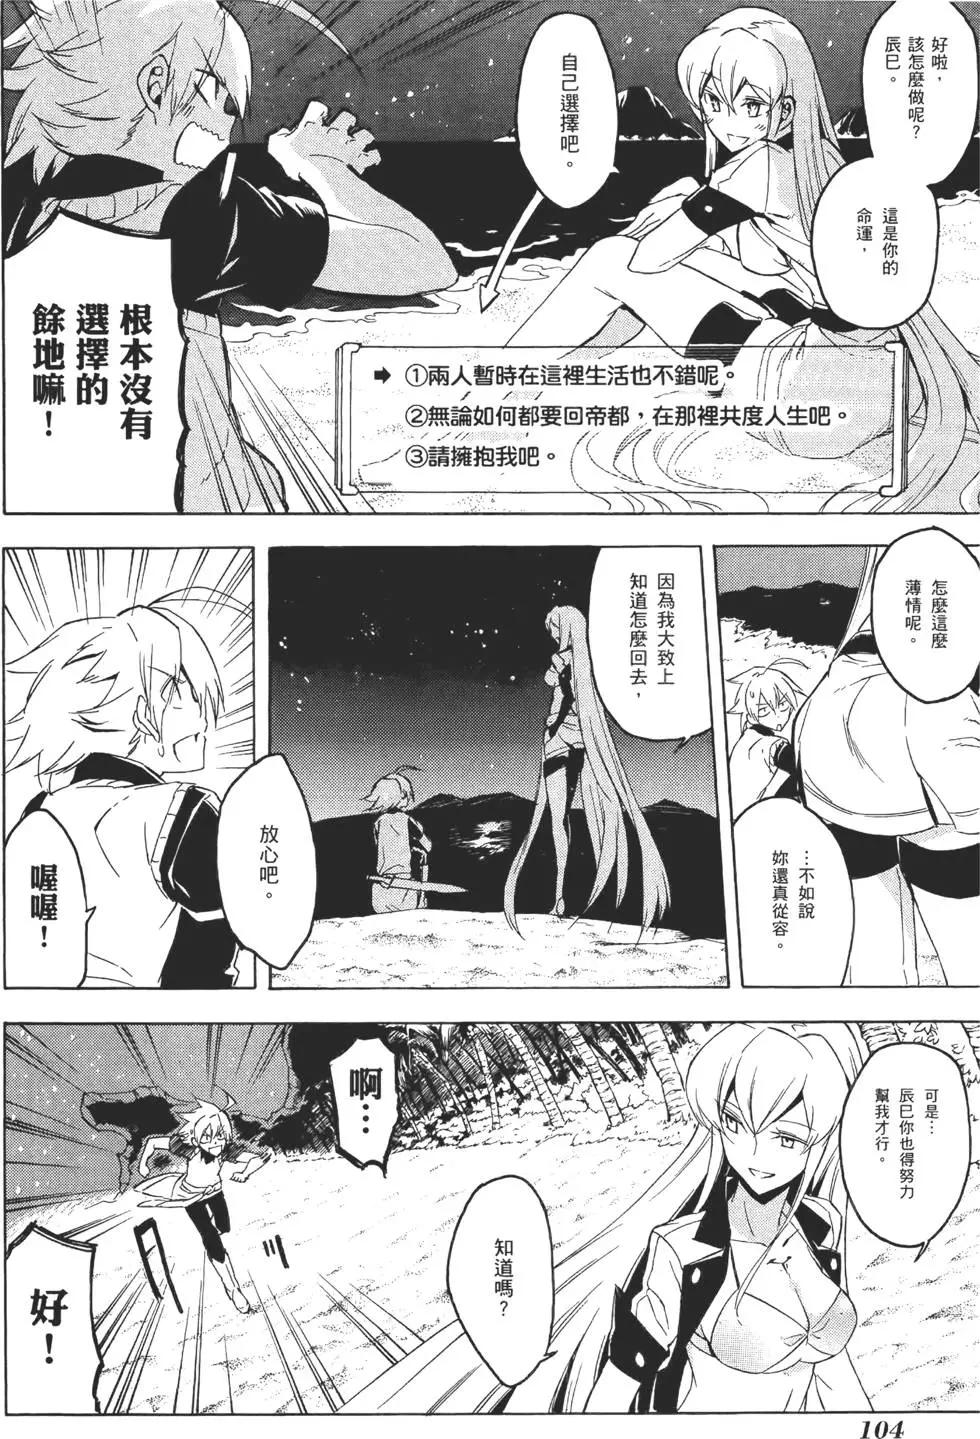 好啦，
該怎麼做呢？
辰巳。
這是你的
命運，
自己選擇吧。
➡ ①兩人暫時在這裡生活也不錯呢。
②無論如何都要回帝都，在那裡共度人生吧。
③請擁抱我吧。
根本沒有
選擇的
餘地嘛！
怎麼這麼
薄情呢。
…不如說
妳還真從容。
因為我大致上
知道怎麼回去，
放心吧。
喔喔！
可是…
辰巳你也得努力
幫我才行。
知道嗎？
啊…
好！
104